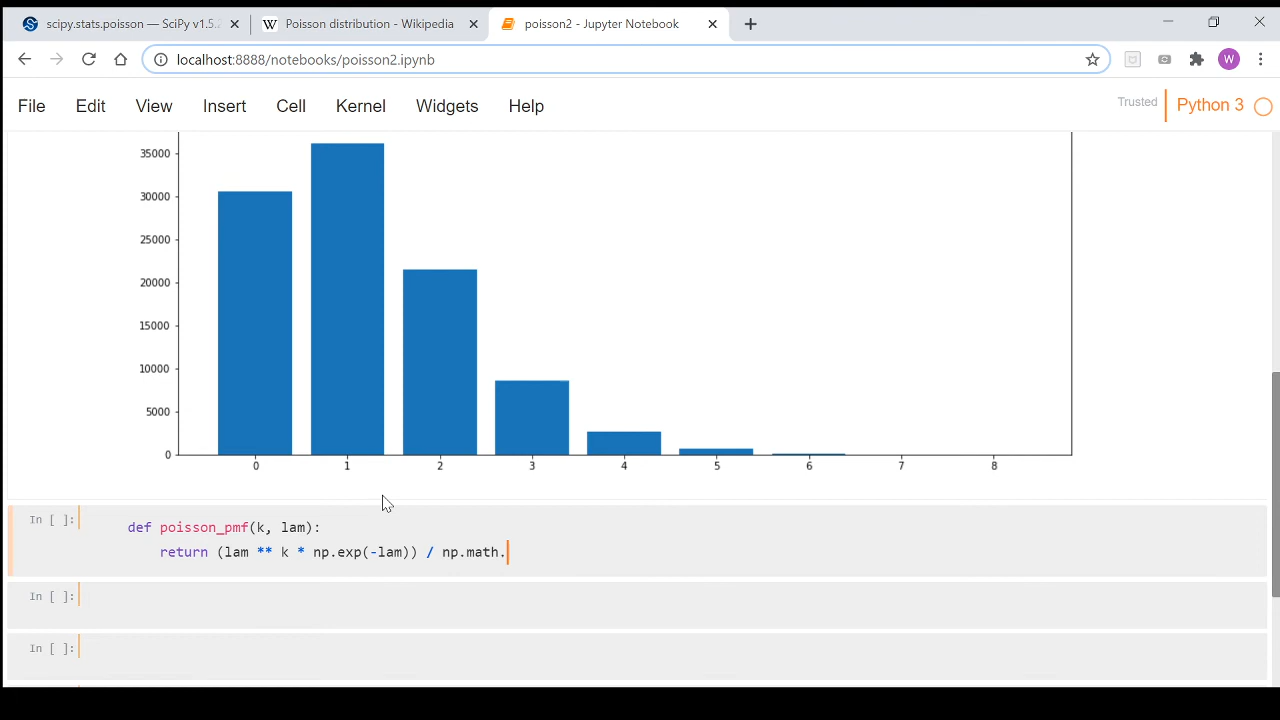 scipy.stats.poisson — SciPy v1.5.2
Poisson distribution - Wikipedia
poisson2 - Jupyter Notebook
localhost:8888/notebooks/poisson2.ipynb
W
File Edit View Insert Cell Kernel Widgets Help
Trusted Python 3
35000
30000
25000
20000
15000
10000
5000
0
0 1 2 3 4 5 6 7 8
In [ ]:
def poisson_pmf(k, lam):
return (lam ** k * np.exp(-lam)) / np.math.
In [ ]:
In [ ]: